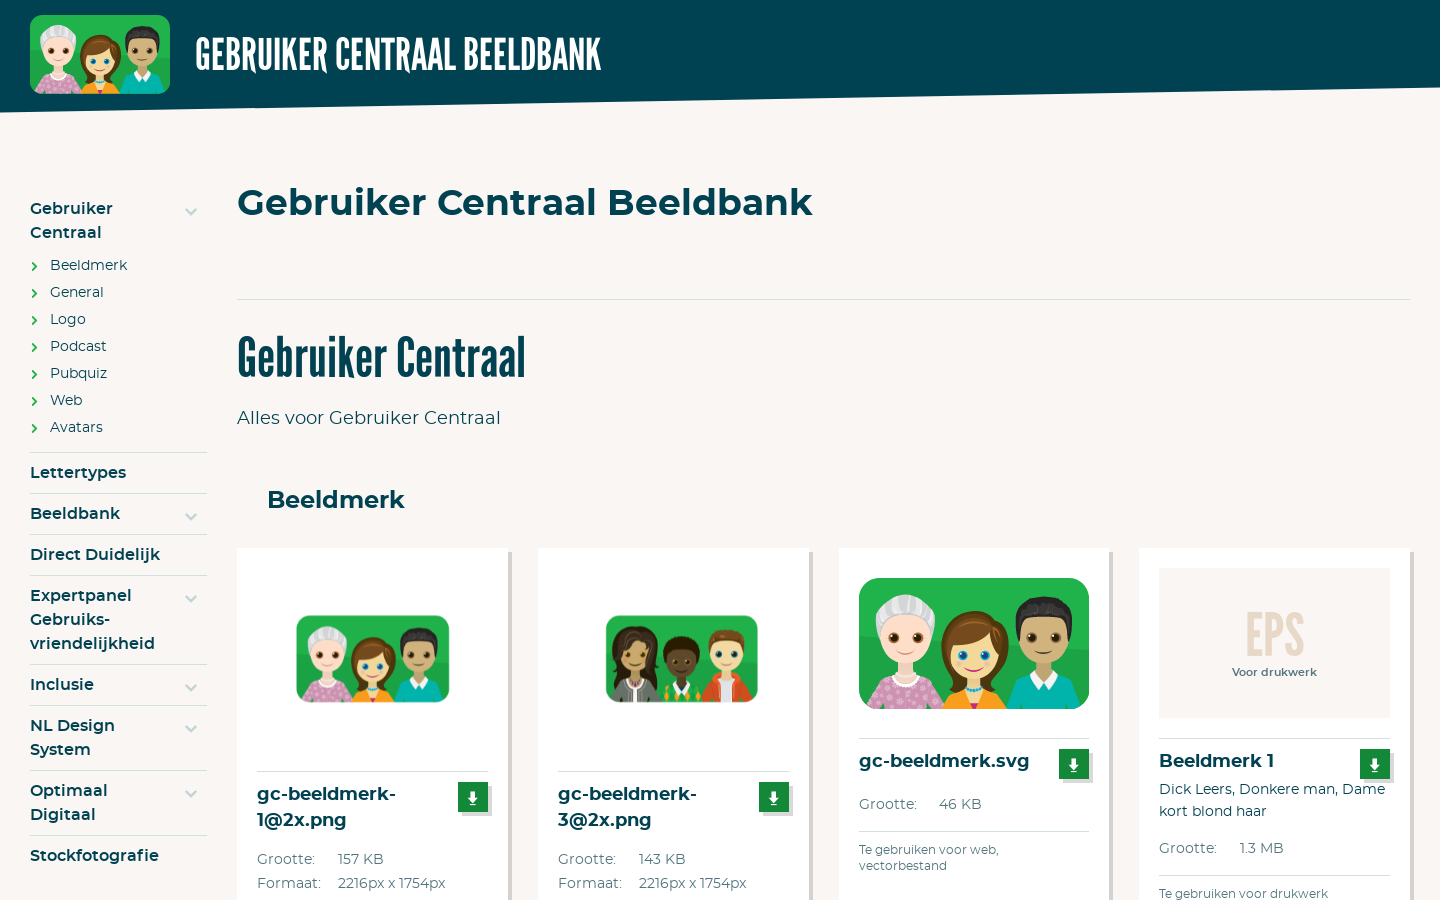 GEBRUIKER CENTRAAL BEELDBANK
Gebruiker
Centraal
Beeldmerk
General
Logo
Podcast
Pubquiz
Web
Avatars
Lettertypes
Beeldbank
Direct Duidelijk
Expertpanel
Gebruiks-
vriendelijkheid
Inclusie
NL Design
System
Optimaal
Digitaal
Stockfotografie
Gebruiker Centraal Beeldbank
Gebruiker Centraal
Alles voor Gebruiker Centraal
Beeldmerk
gc-beeldmerk-
1@2x.png
Grootte: 157 KB
Formaat: 2216px x 1754px
gc-beeldmerk-
3@2x.png
Grootte: 143 KB
Formaat: 2216px x 1754px
gc-beeldmerk.svg
Grootte: 46 KB
Te gebruiken voor web,
vectorbestand
EPS
Voor drukwerk
Beeldmerk 1
Dick Leers, Donkere man, Dame
kort blond haar
Grootte: 1.3 MB
Te gebruiken voor drukwerk